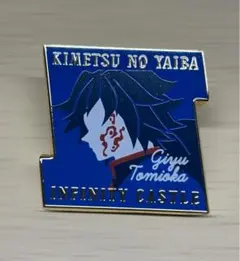 KIMETSU NO YAIBA
Giyu
Tomioka
INFINITY CASTLE